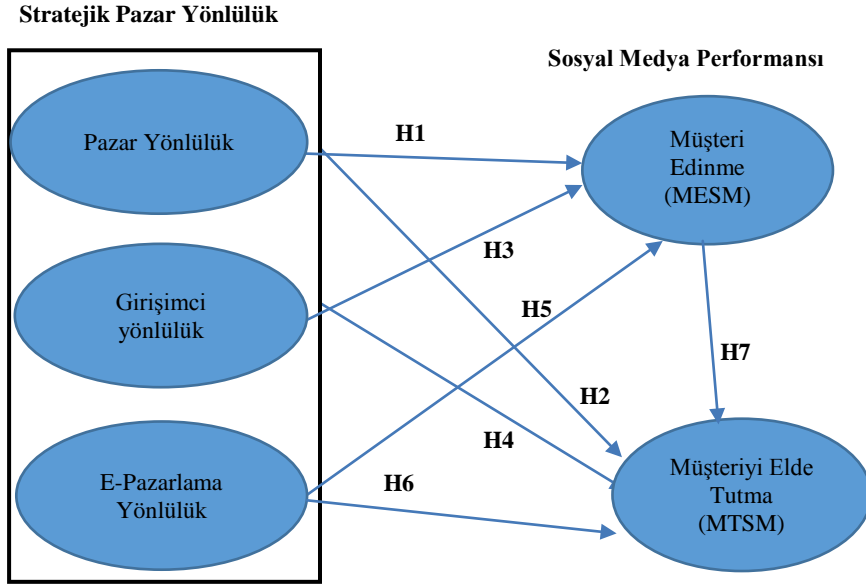 Stratejik Pazar Yönlülük
Sosyal Medya Performansı
Pazar Yönlülük
H1
Müşteri
Edinme
(MESM)
H3
Girişimci
yönlülük
H5
H7
H2
H4
E-Pazarlama
Yönlülük
H6
Müşteriyi Elde
Tutma
(MTSM)